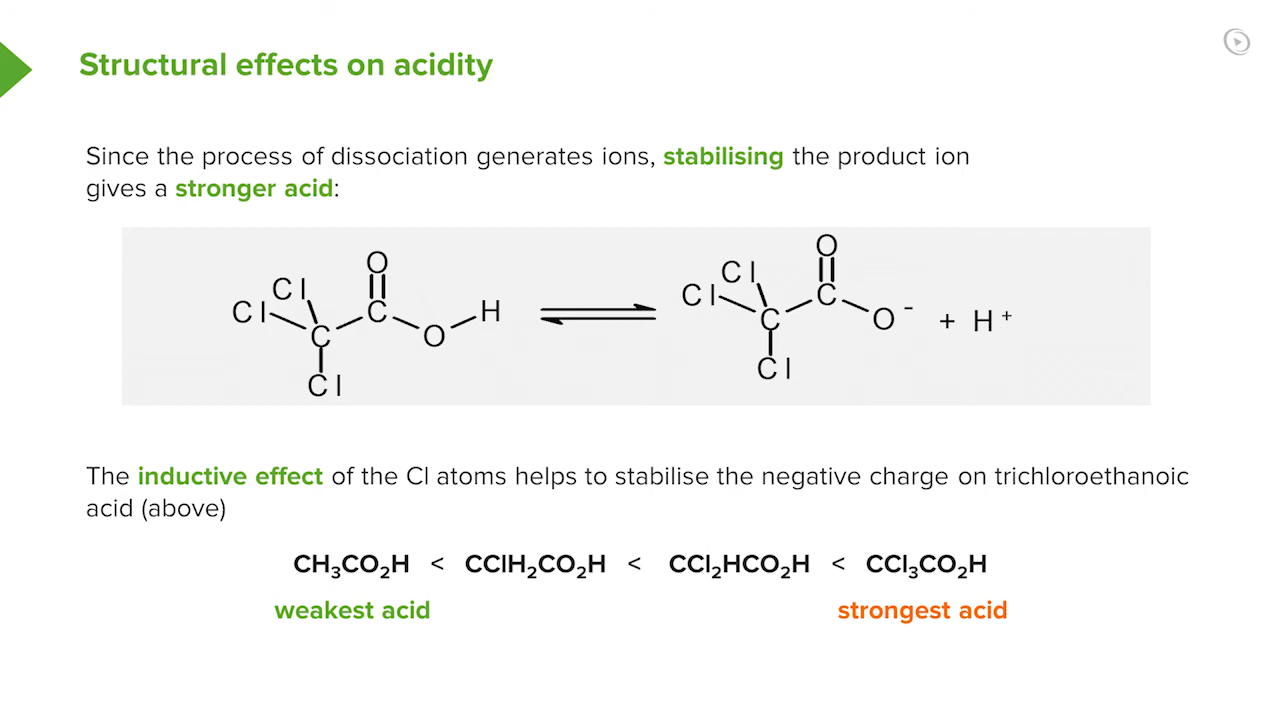 Structural effects on acidity
Since the process of dissociation generates ions, stabilising the product ion
gives a stronger acid:
O
Cl
Cl
C
H
C
O
Cl
O
Cl
Cl
C
C
O - + H+
Cl
The inductive effect of the Cl atoms helps to stabilise the negative charge on trichloroethanoic
acid (above)
CH₃CO₂H < CClH₂CO₂H < CCl₂HCO₂H < CCl₃CO₂H
weakest acid strongest acid